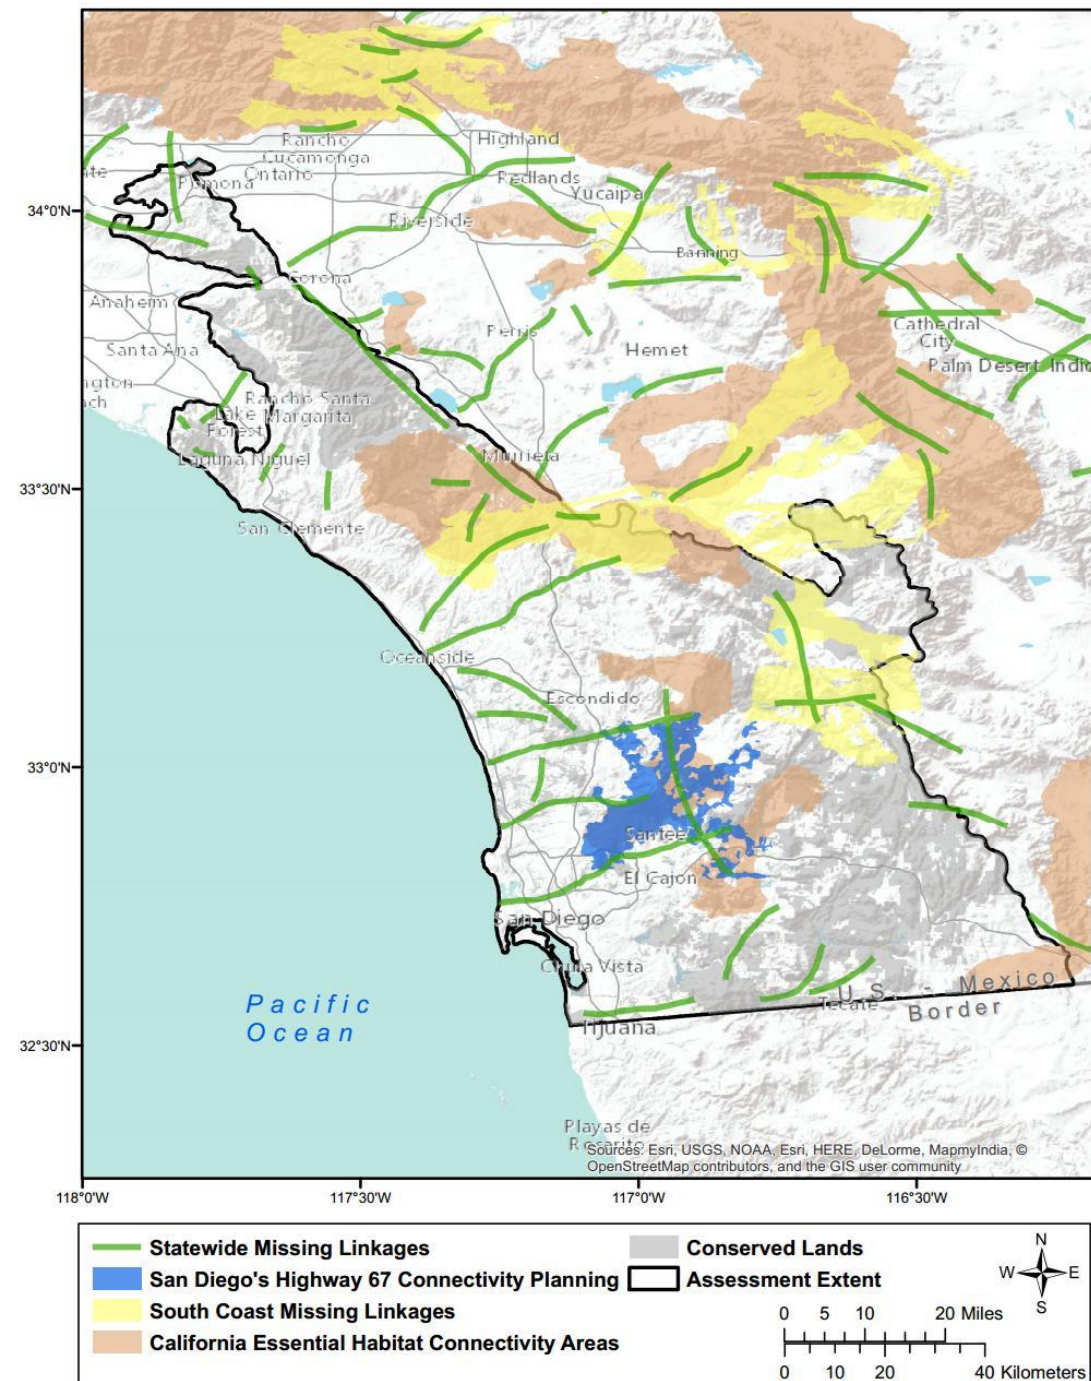 Rancho
Cucamonga
Ontario
Pomona
Highland
Redlands
Yucaipa
34°0'N
Riverside
Banning
Corona
Anaheim
Perris
Cathedral
City
Santa Ana
Hemet
Palm Desert
Indio
Rancho Santa
Margarita
Lake
Forest
Laguna Niguel
Murrieta
33°30'N
San Clemente
Oceanside
Escondido
33°0'N
Santee
El Cajon
San Diego
Chula Vista
U.S. - Mexico
Border
Tecate
Tijuana
Pacific
Ocean
32°30'N
Playas de
Rosarito
Sources: Esri, USGS, NOAA, Esri, HERE, DeLorme, MapmyIndia, ©
OpenStreetMap contributors, and the GIS user community
118°0'W 117°30'W 117°0'W 116°30'W
Statewide Missing Linkages
San Diego's Highway 67 Connectivity Planning
South Coast Missing Linkages
California Essential Habitat Connectivity Areas
Conserved Lands
Assessment Extent
N
W E
S
0 5 10 20 Miles
0 10 20 40 Kilometers